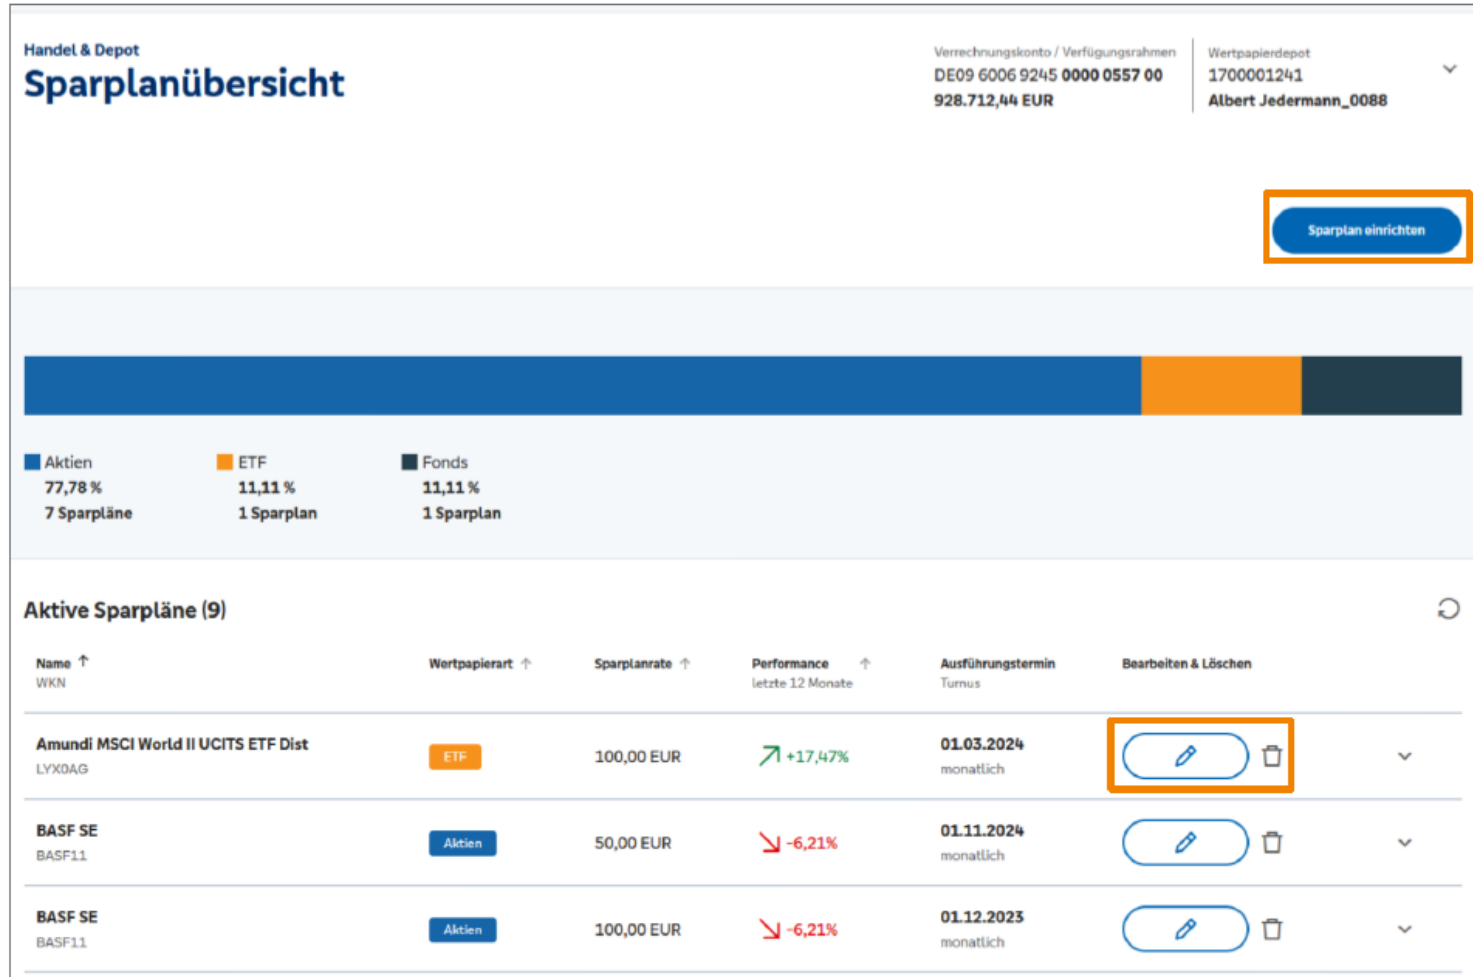 Handel & Depot
Sparplanübersicht
Verrechnungskonto / Verfügungsrahmen
DE09 6006 9245 0000 0557 00
928.712,44 EUR
Wertpapierdepot
1700001241
Albert Jedermann_0088
Sparplan einrichten
Aktien
77,78 %
7 Sparpläne
ETF
11,11 %
1 Sparplan
Fonds
11,11 %
1 Sparplan
Aktive Sparpläne (9)
Name Wertpapierart Sparplanrate Performance Ausführungstermin Bearbeiten & Löschen
WKN letzte 12 Monate Turnus
Amundi MSCI World II UCITS ETF Dist
LYX0AG
ETF
100,00 EUR
+17,47%
01.03.2024
monatlich
BASF SE
BASF11
Aktien
50,00 EUR
-6,21%
01.11.2024
monatlich
BASF SE
BASF11
Aktien
100,00 EUR
-6,21%
01.12.2023
monatlich